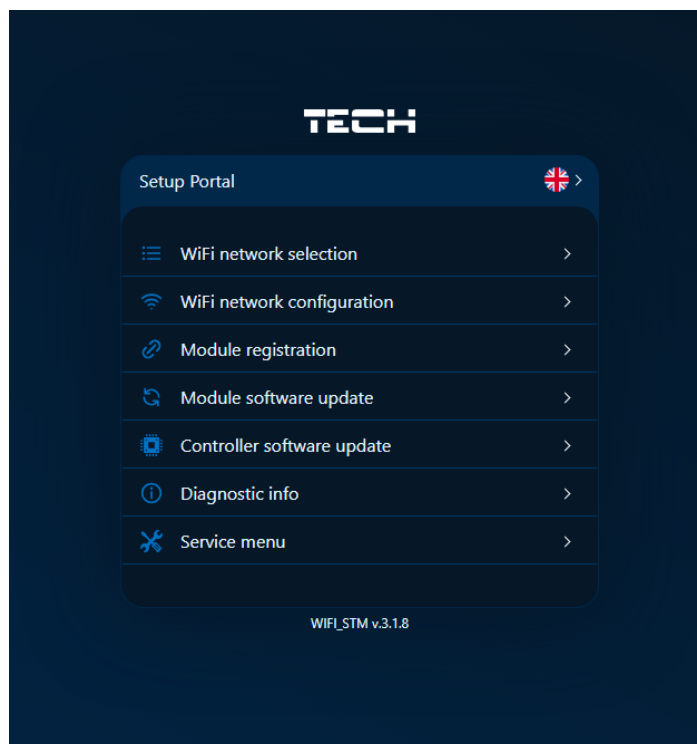 TECH
Setup Portal
WiFi network selection
WiFi network configuration
Module registration
Module software update
Controller software update
Diagnostic info
Service menu
WIFI_STM v.3.1.8